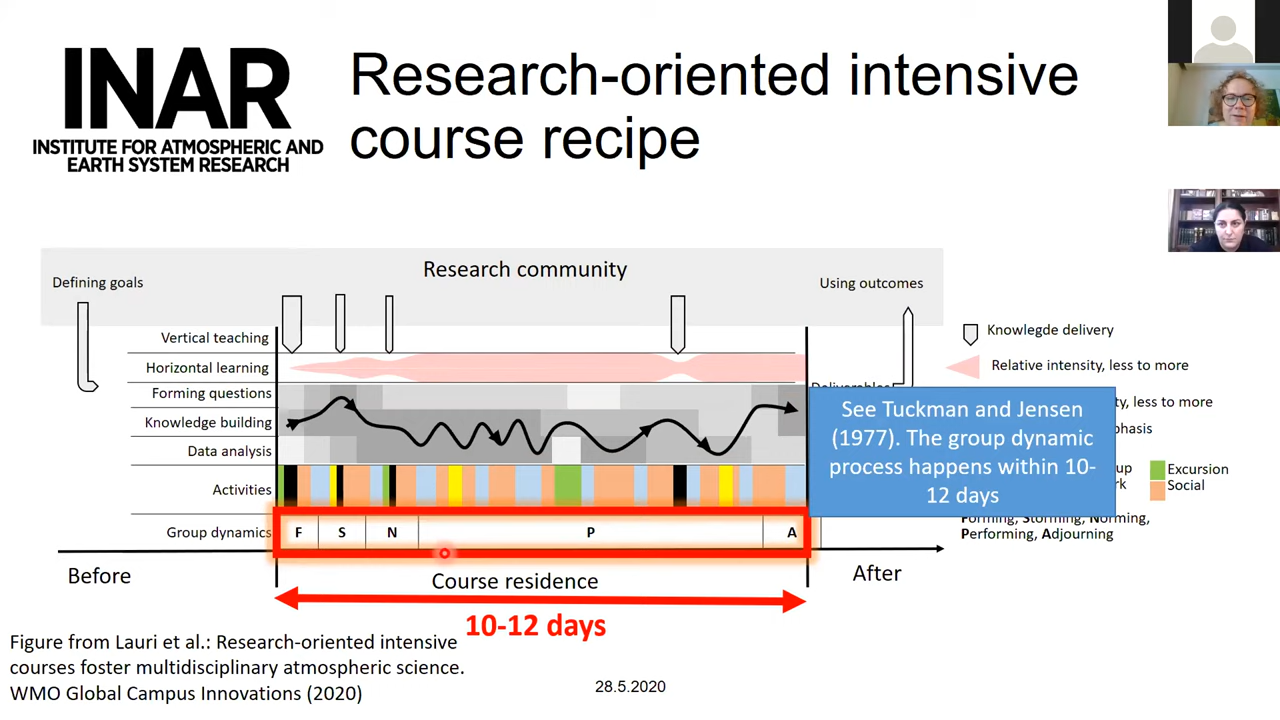 INAR
INSTITUTE FOR ATMOSPHERIC AND
EARTH SYSTEM RESEARCH
Research-oriented intensive
course recipe
Research community
Defining goals
Using outcomes
Vertical teaching
Horizontal learning
Forming questions
Knowledge building
Data analysis
Activities
Group dynamics
F S N P A
Knowlegde delivery
Relative intensity, less to more
Deliverables
ty, less to more
See Tuckman and Jensen
(1977). The group dynamic
process happens within 10-
12 days
Excursion
Social
Forming, Storming, Norming,
Performing, Adjourning
Before
Course residence
After
10-12 days
Figure from Lauri et al.: Research-oriented intensive
courses foster multidisciplinary atmospheric science.
WMO Global Campus Innovations (2020)
28.5.2020